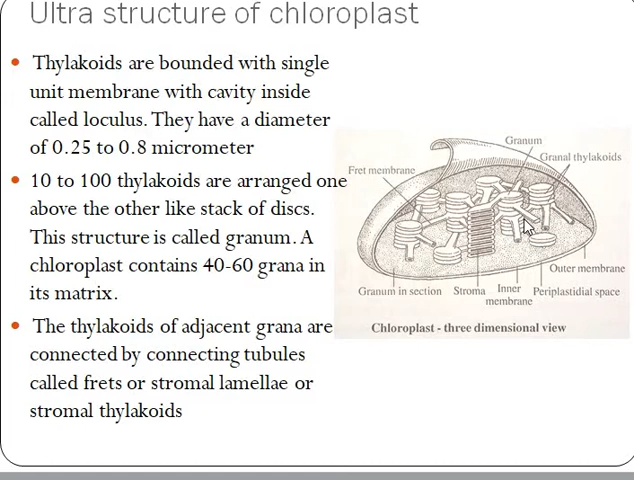 Ultra structure of chloroplast
• Thylakoids are bounded with single
unit membrane with cavity inside
called loculus. They have a diameter
of 0.25 to 0.8 micrometer
• 10 to 100 thylakoids are arranged one
above the other like stack of discs.
This structure is called granum. A
chloroplast contains 40-60 grana in
its matrix.
• The thylakoids of adjacent grana are
connected by connecting tubules
called frets or stromal lamellae or
stromal thylakoids
Granum
Granal thylakoids
Fret membrane
Outer membrane
Granum in section
Stroma
Inner
membrane
Periplastidial space
Chloroplast - three dimensional view